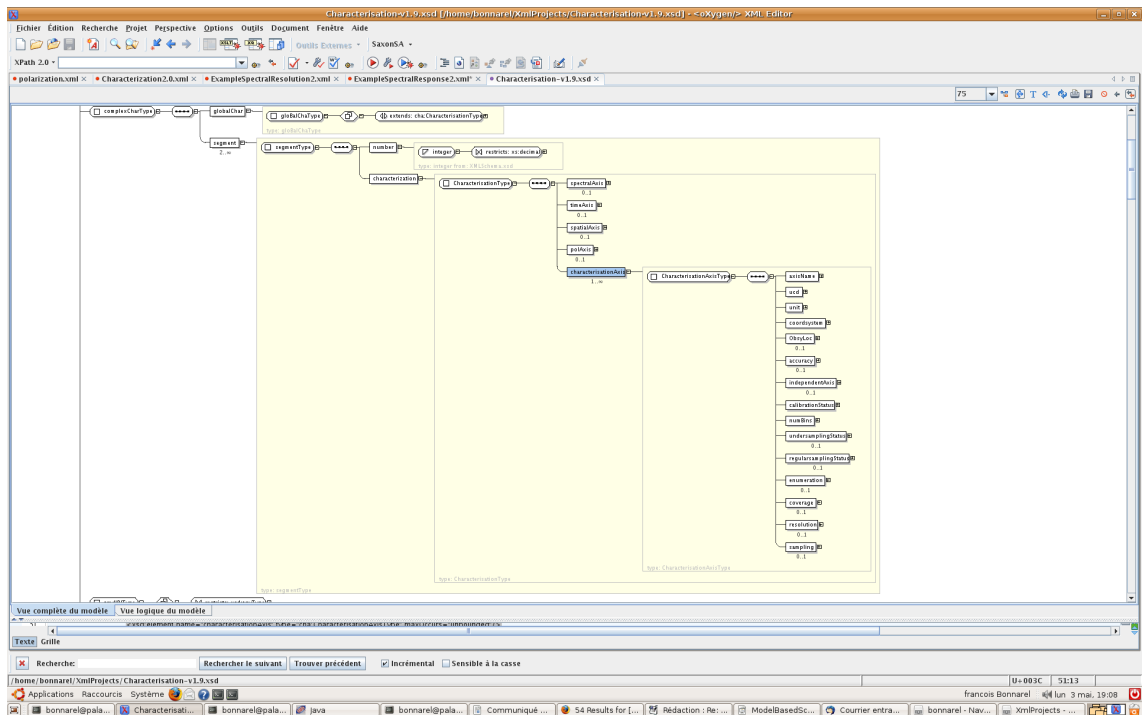 Characterisation-v1.9.xsd [/home/bonnarel/XmlProjects/Characterisation-v1.9.xsd] - <oXygen/> XML Editor
Fichier Édition Recherche Projet Perspective Options Outils Document Fenêtre Aide
Outils Externes SaxonSA
XPath 2.0
polarization.xml × Characterization2.0.xml × ExampleSpectralResolution2.xml × ExampleSpectralResponse2.xml* × Characterisation-v1.9.xsd ×
75
complexCharType
globalChar
gloBalChaType
extends: cha:CharacterisationType
type: gloBalChaType
segment
2..∞
segmentType
number
integer
restricts: xs:decimal
type: integer from: XMLSchema.xsd
characterization
CharacterisationType
spectralAxis
0..1
timeAxis
0..1
spatialAxis
0..1
polAxis
0..1
characterisationAxis
1..∞
CharacterisationAxisType
axisName
ucd
unit
coordsystem
ObsyLoc
0..1
accuracy
0..1
independentAxis
0..1
calibrationStatus
numBins
undersamplingStatus
0..1
regularsamplingStatus
0..1
enumeration
0..1
coverage
0..1
resolution
0..1
sampling
0..1
type: CharacterisationAxisType
type: CharacterisationType
type: segmentType
Vue complète du modèle Vue logique du modèle
Texte Grille
Recherche: Rechercher le suivant Trouver précédent Incrémental Sensible à la casse
/home/bonnarel/XmlProjects/Characterisation-v1.9.xsd U+003C 51:13
Applications Raccourcis Système francois Bonnarel lun 3 mai, 19:08
bonnarel@pala... Characterisati... bonnarel@pala... Java bonnarel@pala... Communiqué ... 54 Results for [... Rédaction : Re: ... ModelBasedSc... Courrier entra... bonnarel - Nav... XmlProjects - ...